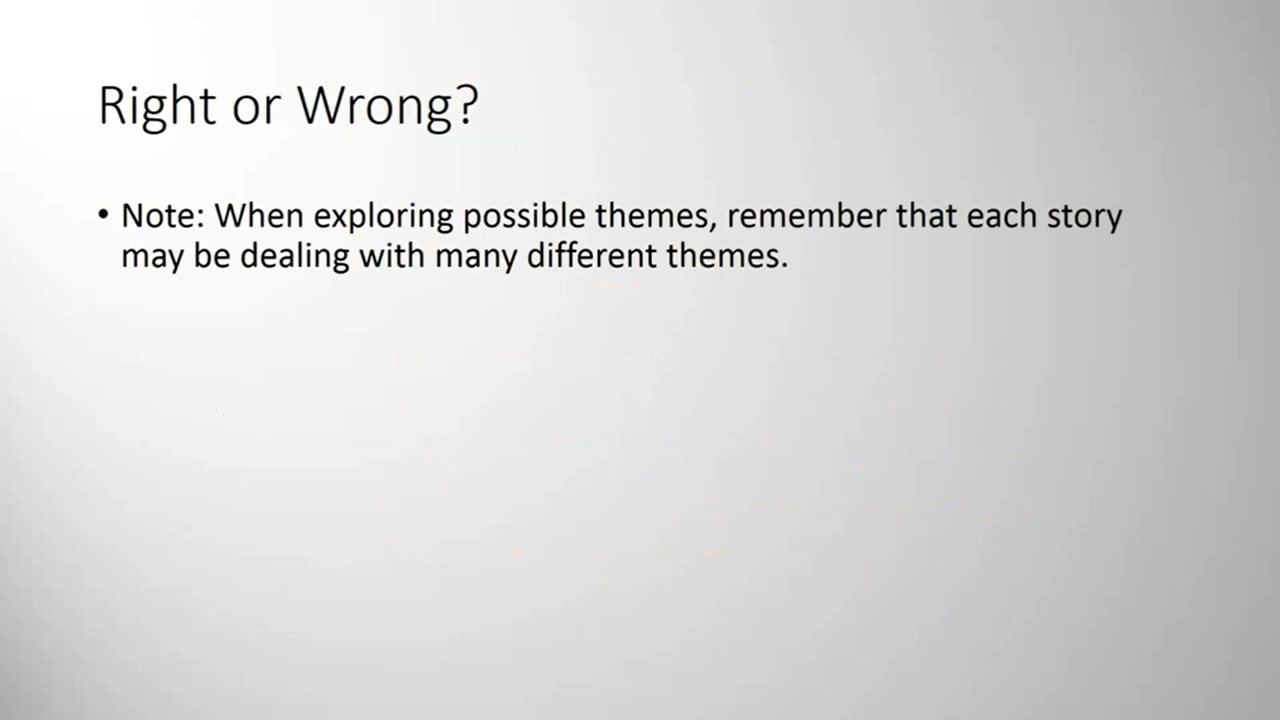 Right or Wrong?
• Note: When exploring possible themes, remember that each story
may be dealing with many different themes.